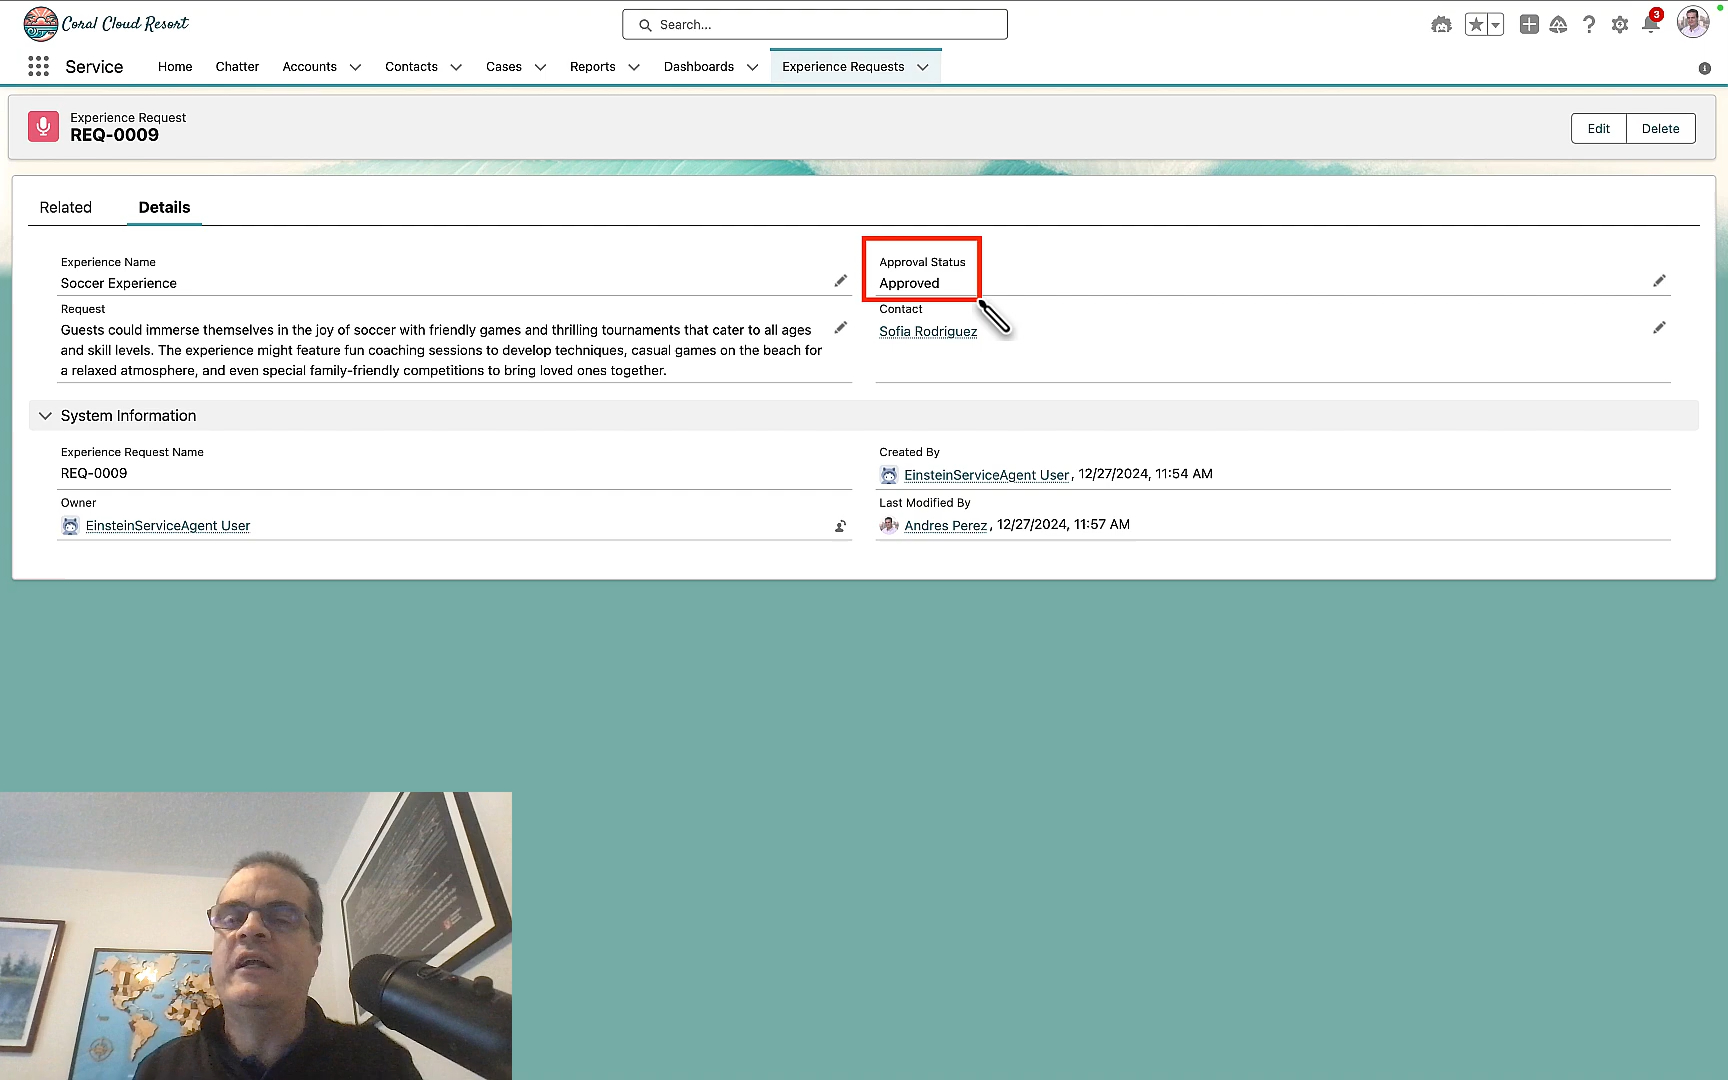 Coral Cloud Resort
Search...
3
Service
Home
Chatter
Accounts
Contacts
Cases
Reports
Dashboards
Experience Requests
Experience Request
REQ-0009
Edit
Delete
Related
Details
Experience Name
Soccer Experience
Approval Status
Approved
Request
Guests could immerse themselves in the joy of soccer with friendly games and thrilling tournaments that cater to all ages
and skill levels. The experience might feature fun coaching sessions to develop techniques, casual games on the beach for
a relaxed atmosphere, and even special family-friendly competitions to bring loved ones together.
Contact
Sofia Rodriguez
System Information
Experience Request Name
REQ-0009
Created By
EinsteinServiceAgent User, 12/27/2024, 11:54 AM
Owner
EinsteinServiceAgent User
Last Modified By
Andres Perez, 12/27/2024, 11:57 AM